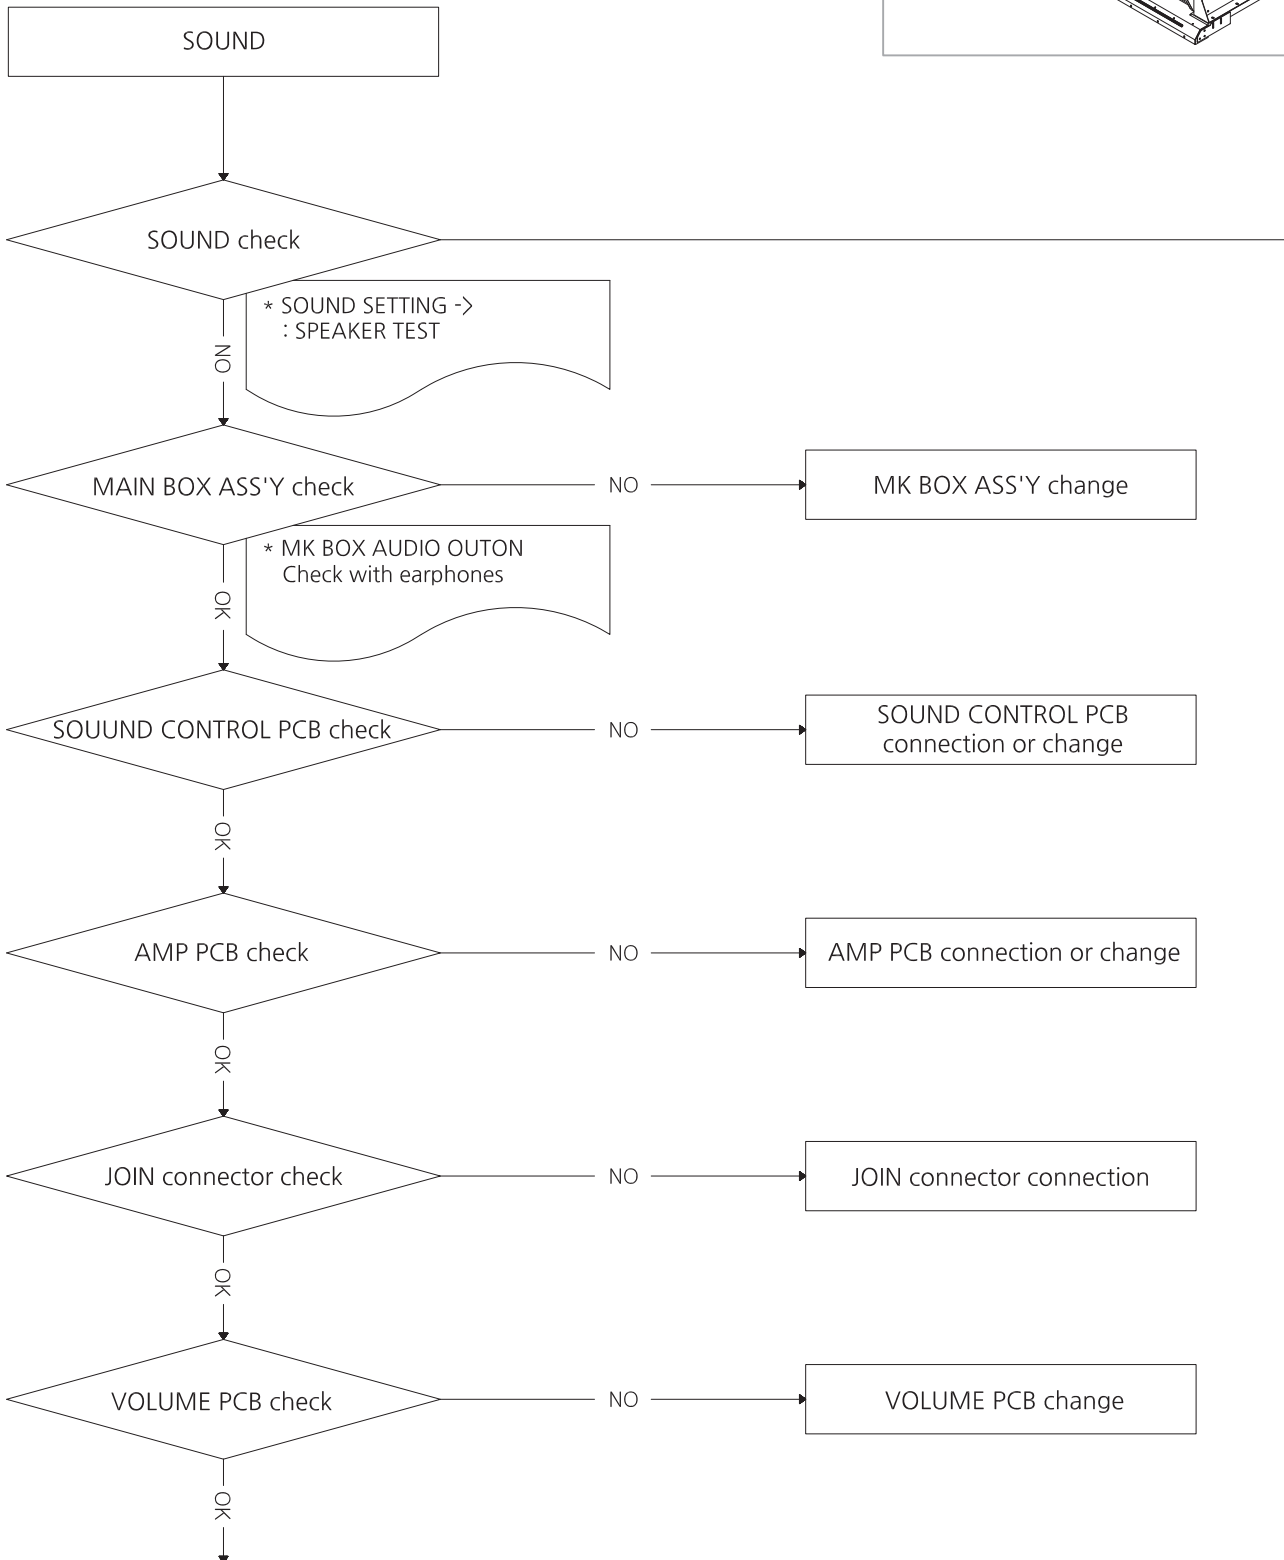 SOUND
SOUND check
* SOUND SETTING ->
: SPEAKER TEST
NO
MAIN BOX ASS'Y check
NO
MK BOX ASS'Y change
* MK BOX AUDIO OUTON
Check with earphones
OK
SOUUND CONTROL PCB check
NO
SOUND CONTROL PCB
connection or change
OK
AMP PCB check
NO
AMP PCB connection or change
OK
JOIN connector check
NO
JOIN connector connection
OK
VOLUME PCB check
NO
VOLUME PCB change
OK